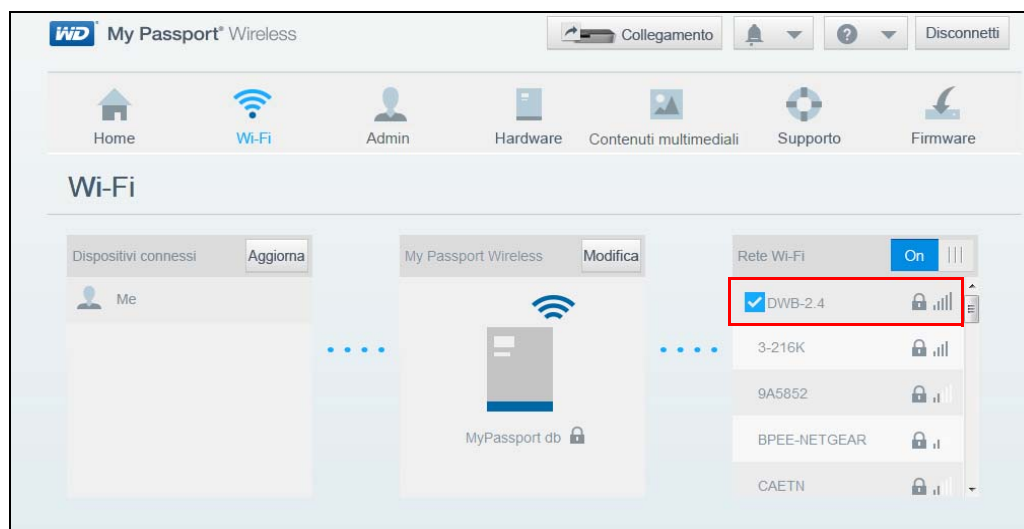 WD My Passport® Wireless
Collegamento
Disconnetti
Home
Wi-Fi
Admin
Hardware
Contenuti multimediali
Supporto
Firmware
Wi-Fi
Dispositivi connessi
Aggiorna
Me
My Passport Wireless
Modifica
MyPassport db
Rete Wi-Fi
On
DWB-2.4
3-216K
9A5852
BPEE-NETGEAR
CAETN